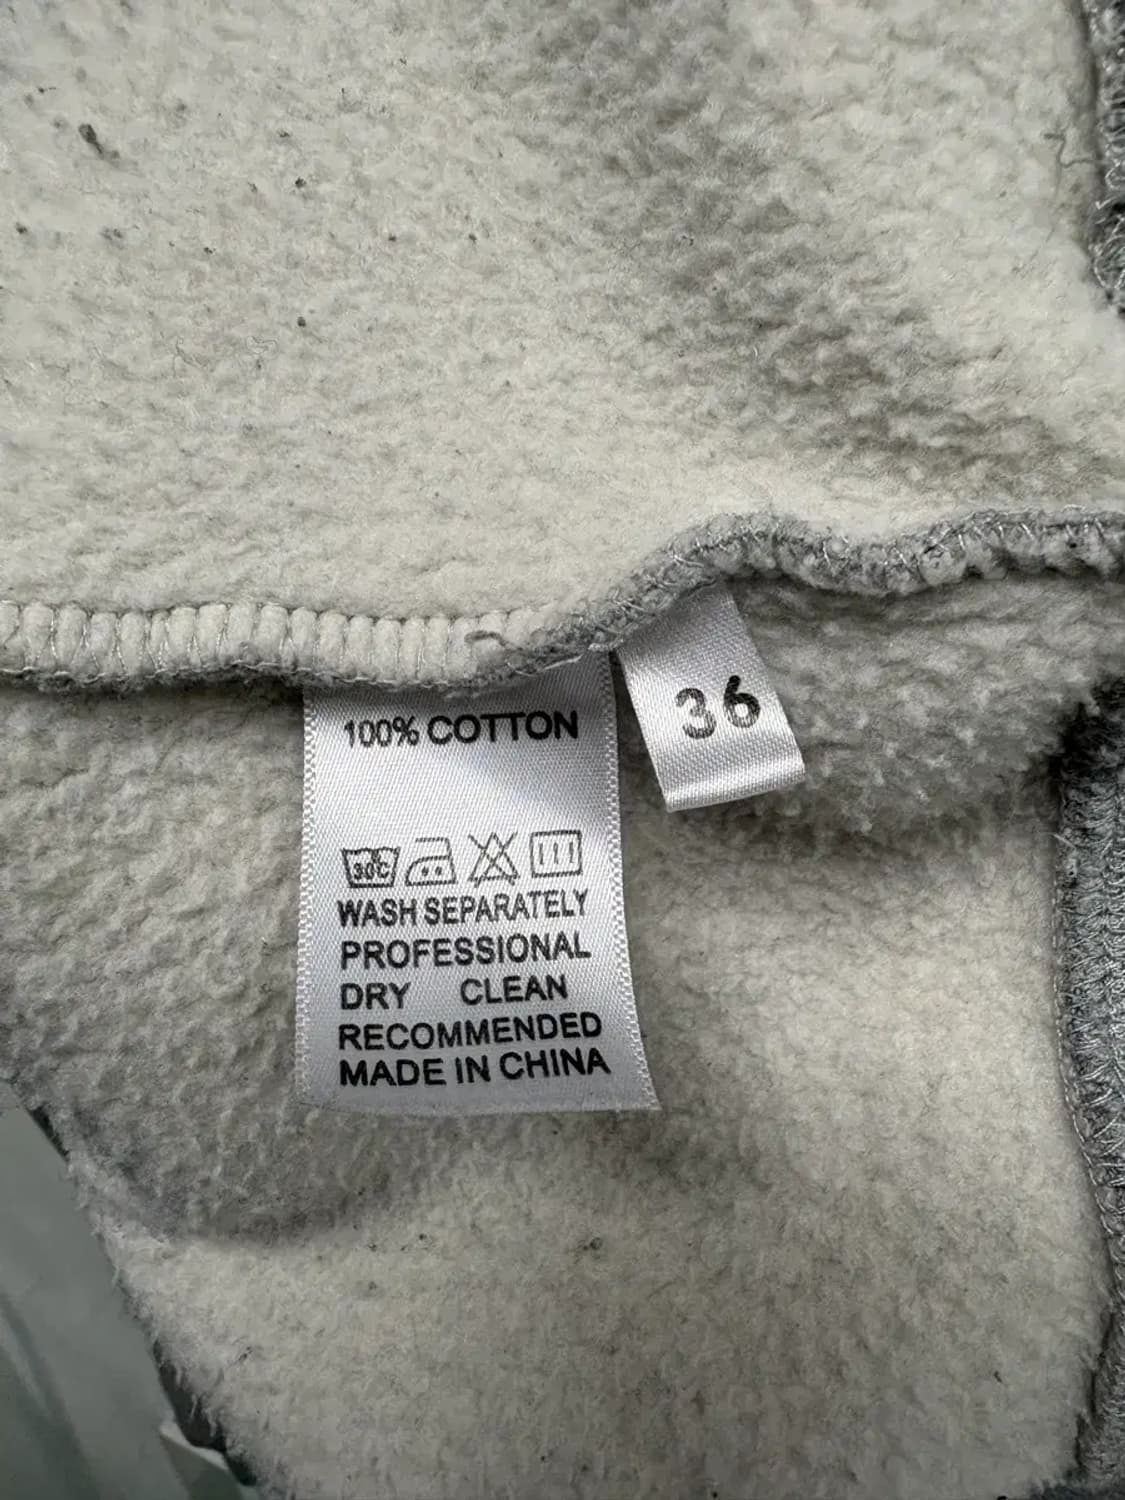 100% COTTON
36
30°C
WASH SEPARATELY
PROFESSIONAL
DRY CLEAN
RECOMMENDED
MADE IN CHINA